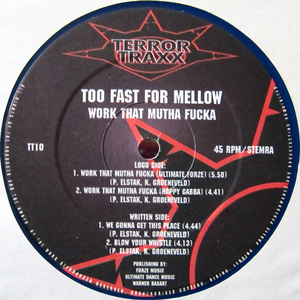 TERROR
TRAXX
TOO FAST FOR MELLOW
WORK THAT MUTHA FUCKA
TT10
45 RPM/STEMRA
LOGO SIDE:
1. WORK THAT MUTHA FUCKA (ULTIMATE FORZE) (5.50)
(P. ELSTAK, K. GROENEVELD)
2. WORK THAT MUTHA FUCKA (HAPPY GABBA) (4.41)
(P. ELSTAK, K. GROENEVELD)
WRITTEN SIDE:
1. WE GONNA GET THIS PLACE (4.44)
(P. ELSTAK, K. GROENEVELD)
2. BLOW YOUR WHISTLE (4.13)
(P. ELSTAK, K. GROENEVELD)
PUBLISHING BY:
FORZE MUSIC
ULTIMATE DANCE MUSIC
WARNER BASART